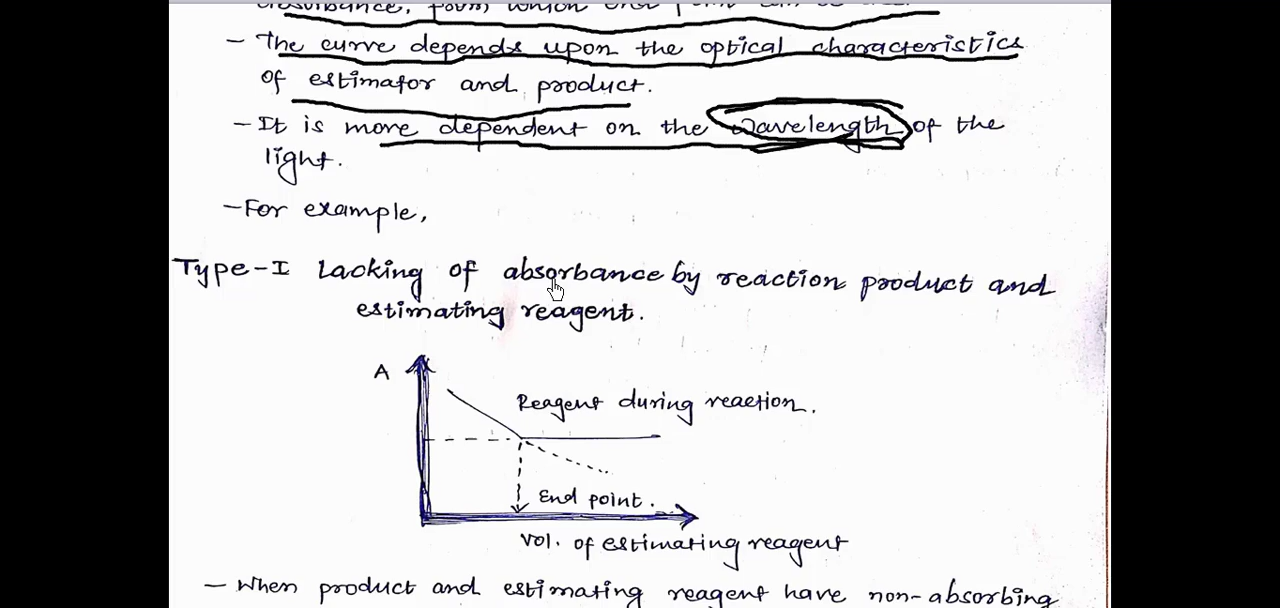 - The curve depends upon the optical characteristics
of estimator and product.
- It is more dependent on the wavelength of the
light.
- For example,
Type-I Lacking of absorbance by reaction product and
estimating reagent.
A
Reagent during reaction.
End point.
Vol. of estimating reagent
- When product and estimating reagent have non-absorbing